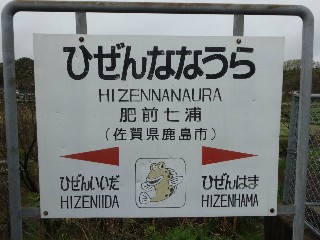 ひぜんななうら
HIZENNANAURA
肥前七浦
(佐賀県鹿島市)
ひぜんいいだ
HIZENIIDA
ひぜんはま
HIZENHAMA